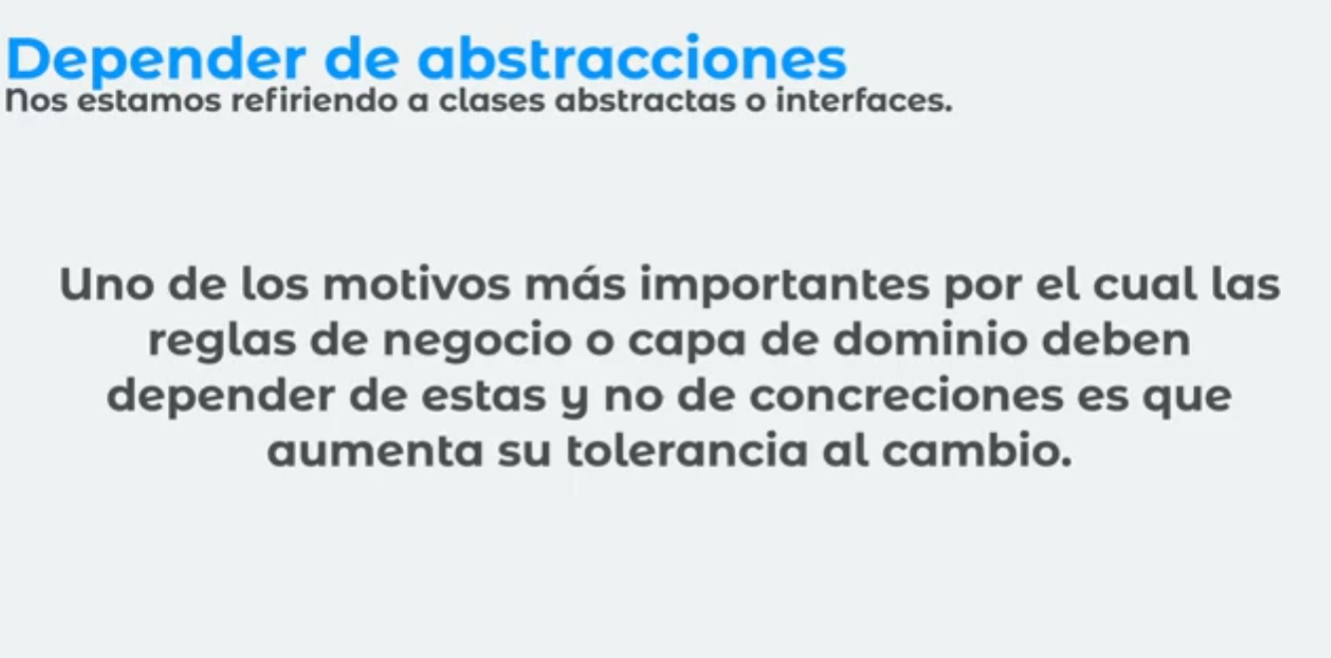 Depender de abstracciones
Nos estamos refiriendo a clases abstractas o interfaces.
Uno de los motivos más importantes por el cual las
reglas de negocio o capa de dominio deben
depender de estas y no de concreciones es que
aumenta su tolerancia al cambio.